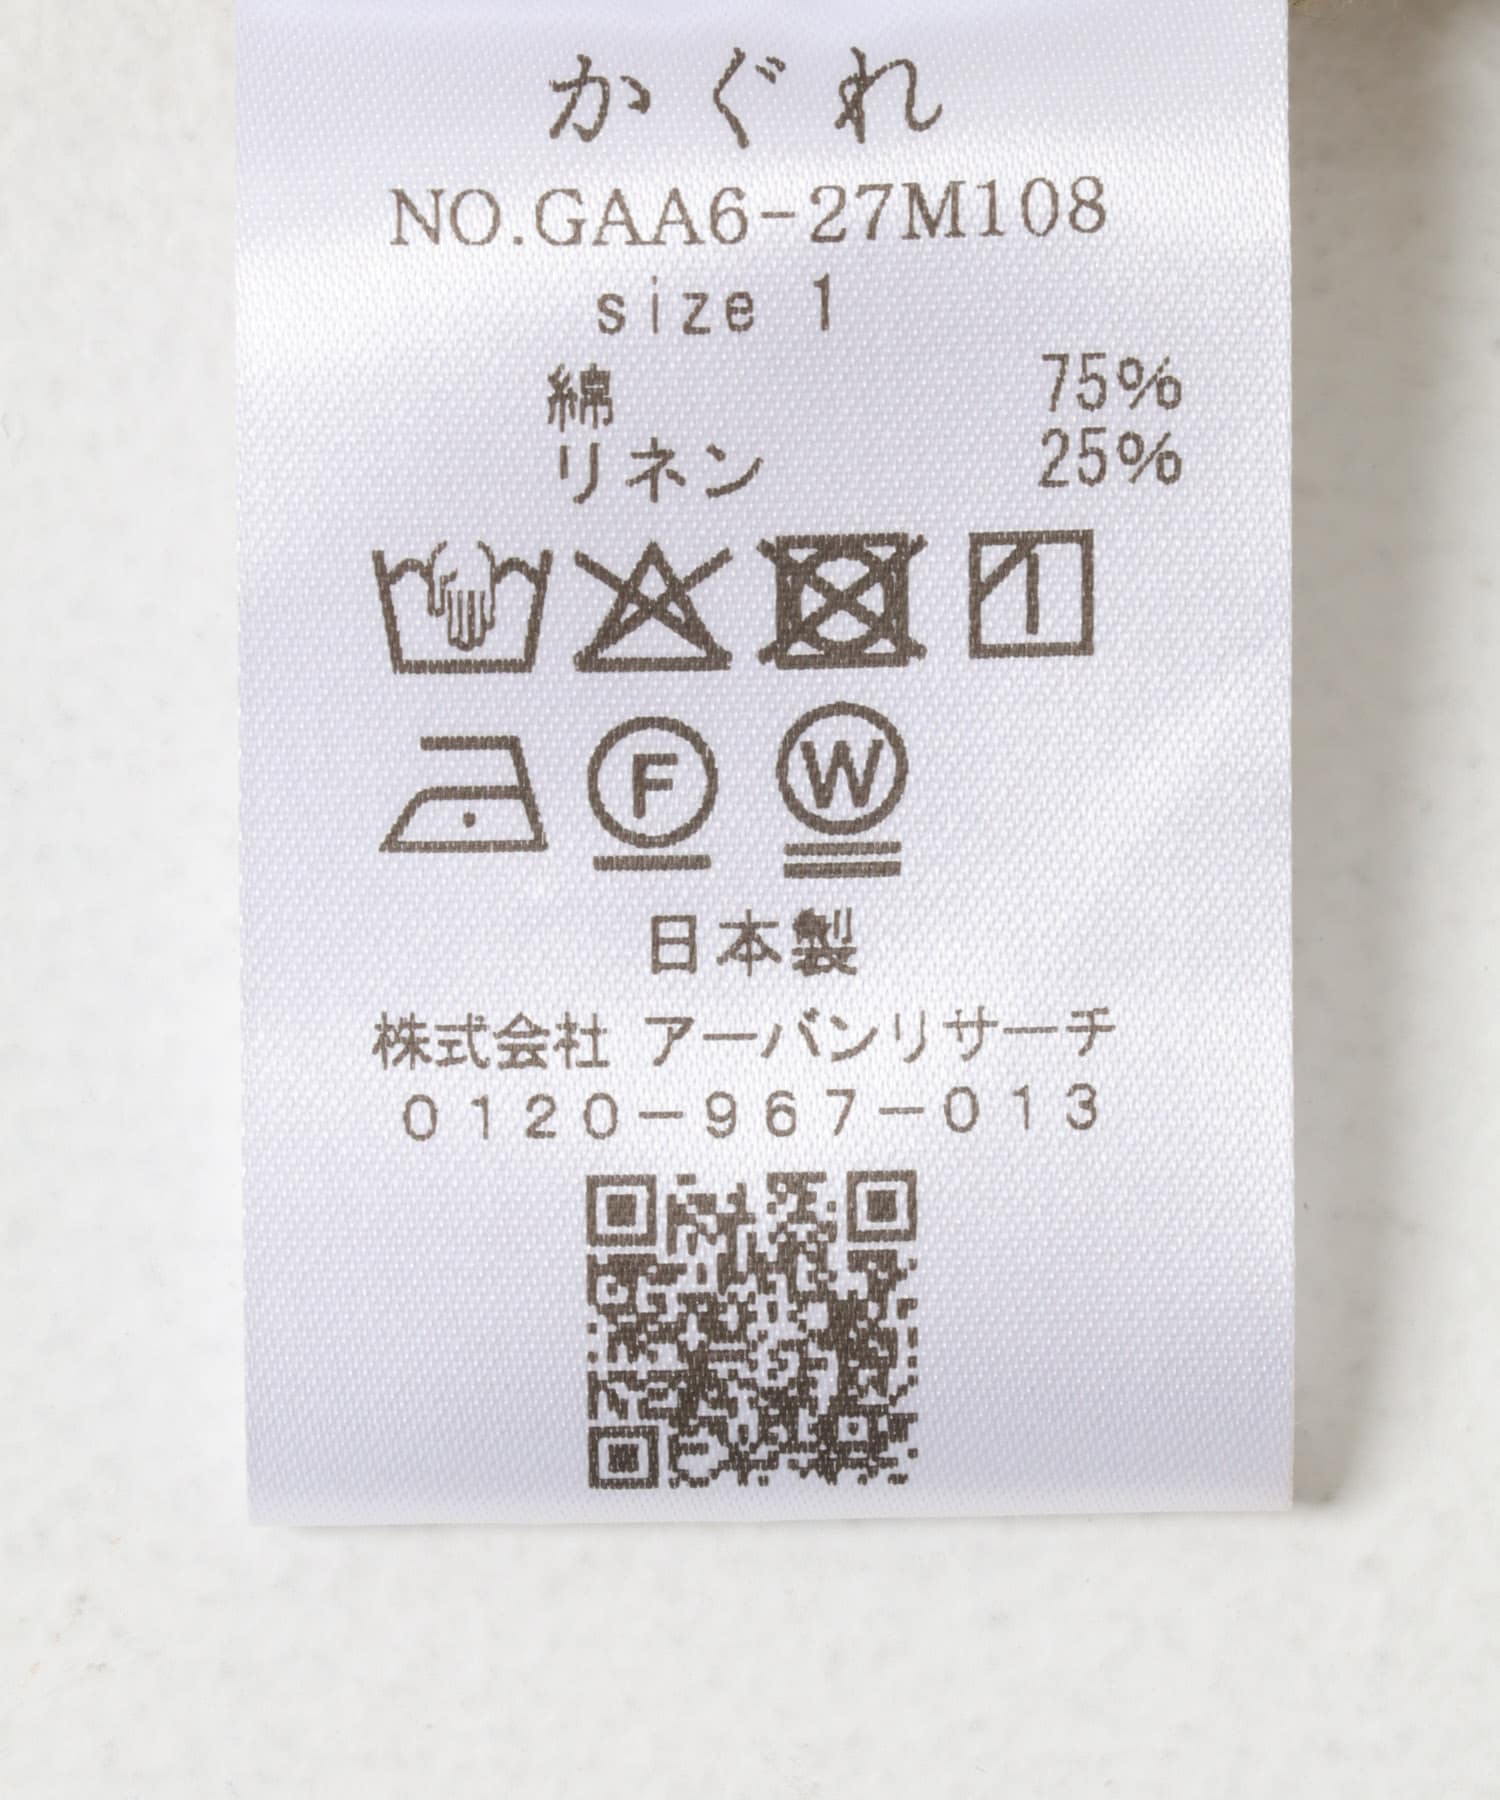 かぐれ
NO.GAA6-27M108
size 1
綿 75%
リネン 25%
F W
日本製
株式会社 アーバンリサーチ
0120-967-013